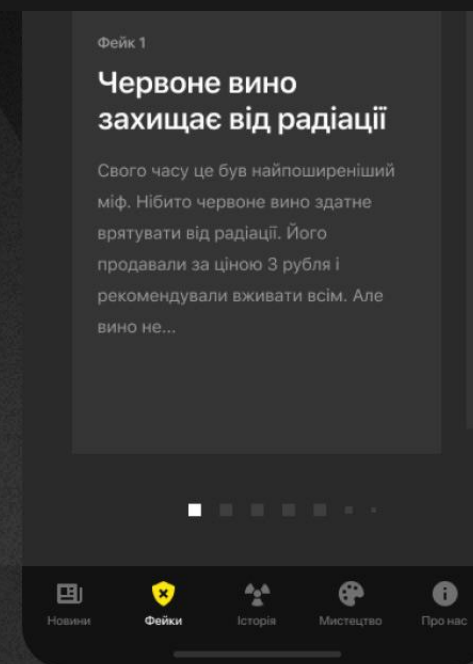 Фейк 1
Червоне вино
захищає від радіації
Свого часу це був найпоширеніший
міф. Нібито червоне вино здатне
врятувати від радіації. Його
продавали за ціною 3 рубля і
рекомендували вживати всім. Але
вино не...
Новини Фейки Історія Мистецтво Про нас